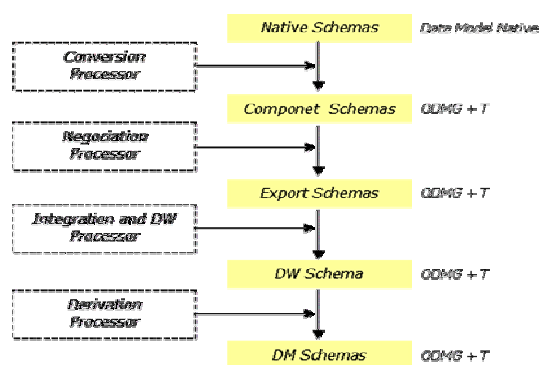 Native Schemas
Data Model Native
Conversion
Processor
Componet Schemas
ODMG + T
Negociation
Processor
Export Schemas
ODMG + T
Integration and DW
Processor
DW Schema
ODMG + T
Derivation
Processor
DM Schemas
ODMG + T